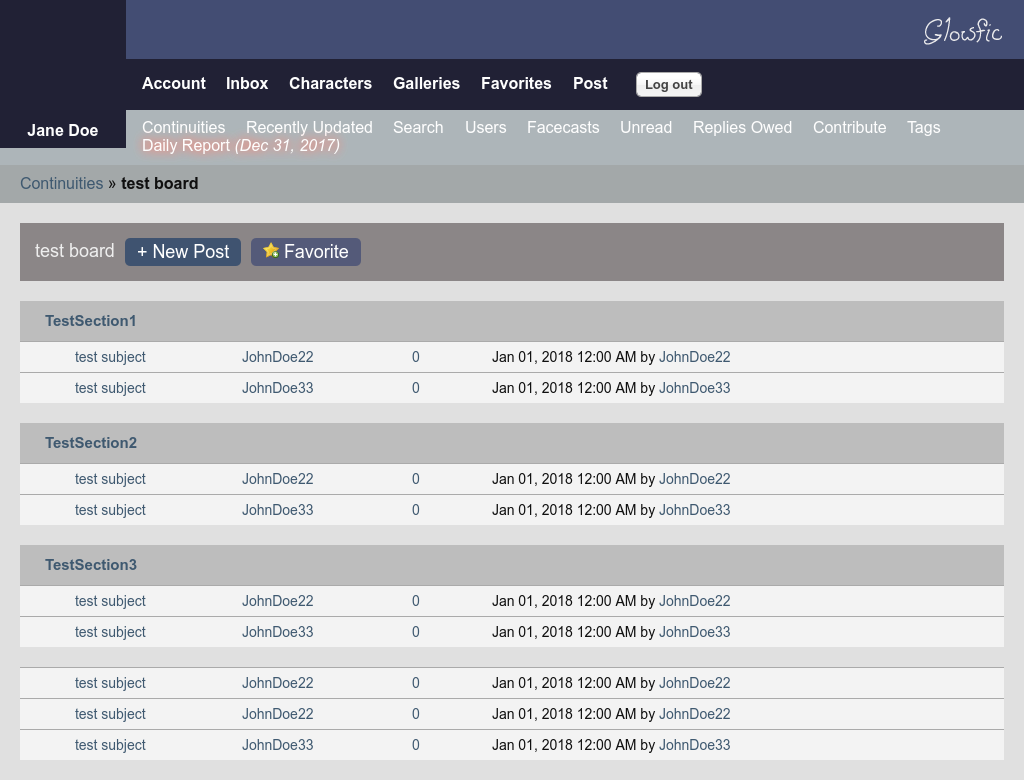 Glowfic
Account Inbox Characters Galleries Favorites Post Log out
Jane Doe
Continuities Recently Updated Search Users Facecasts Unread Replies Owed Contribute Tags
Daily Report (Dec 31, 2017)
Continuities » test board
test board + New Post Favorite
TestSection1
test subject JohnDoe22 0 Jan 01, 2018 12:00 AM by JohnDoe22
test subject JohnDoe33 0 Jan 01, 2018 12:00 AM by JohnDoe33
TestSection2
test subject JohnDoe22 0 Jan 01, 2018 12:00 AM by JohnDoe22
test subject JohnDoe33 0 Jan 01, 2018 12:00 AM by JohnDoe33
TestSection3
test subject JohnDoe22 0 Jan 01, 2018 12:00 AM by JohnDoe22
test subject JohnDoe33 0 Jan 01, 2018 12:00 AM by JohnDoe33
test subject JohnDoe22 0 Jan 01, 2018 12:00 AM by JohnDoe22
test subject JohnDoe22 0 Jan 01, 2018 12:00 AM by JohnDoe22
test subject JohnDoe33 0 Jan 01, 2018 12:00 AM by JohnDoe33